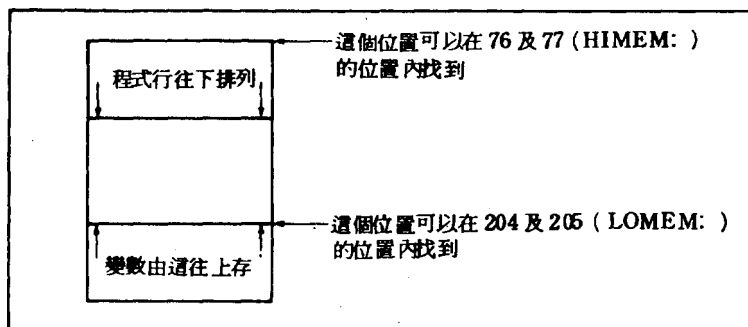 這個位置可以在 76 及 77 (HIMEM: )
的位置內找到
程式行往下排列
這個位置可以在 204 及 205 ( LOMEM: )
的位置內找到
變數由這往上存